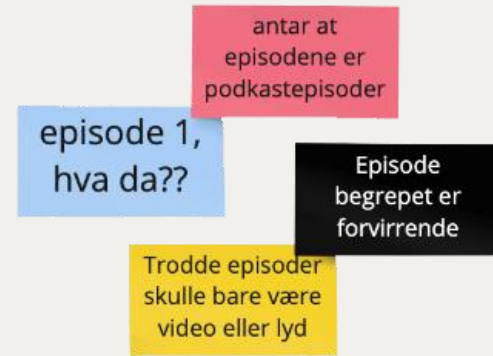 antar at
episodene er
podkastepisoder
episode 1,
hva da??
Episode
begrepet er
forvirrende
Trodde episoder
skulle bare være
video eller lyd